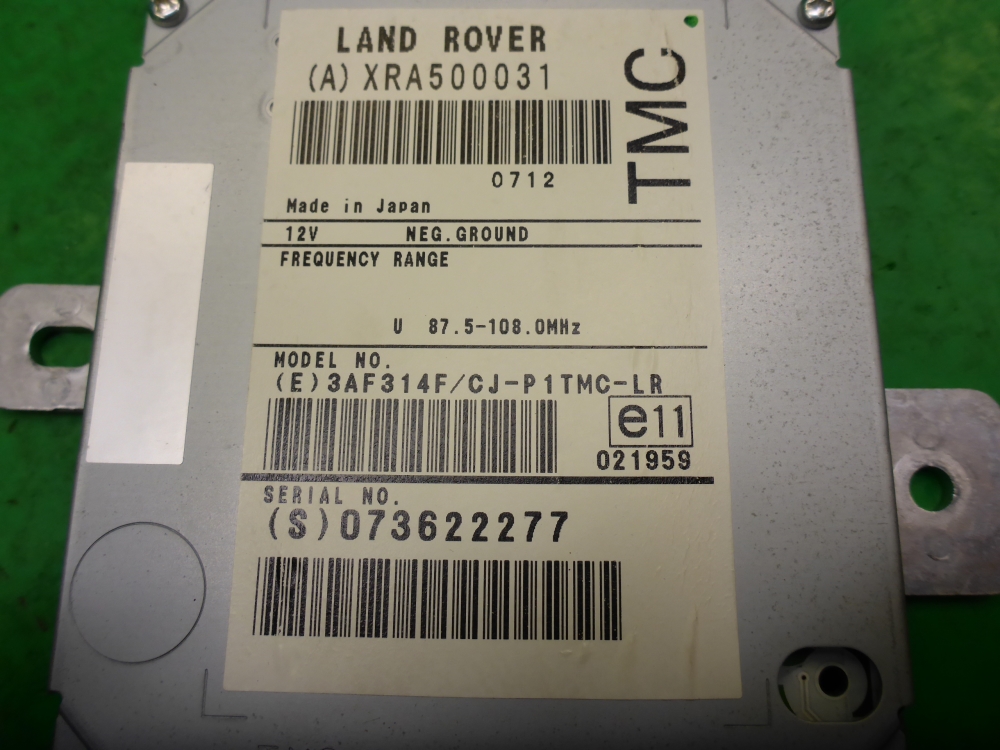 LAND ROVER
(A) XRA500031
TMC
0712
Made in Japan
12V NEG. GROUND
FREQUENCY RANGE
U 87.5-108.0MHz
MODEL NO.
(E) 3AF314F/CJ-P1TMC-LR
e11
021959
SERIAL NO.
(S) 073622277